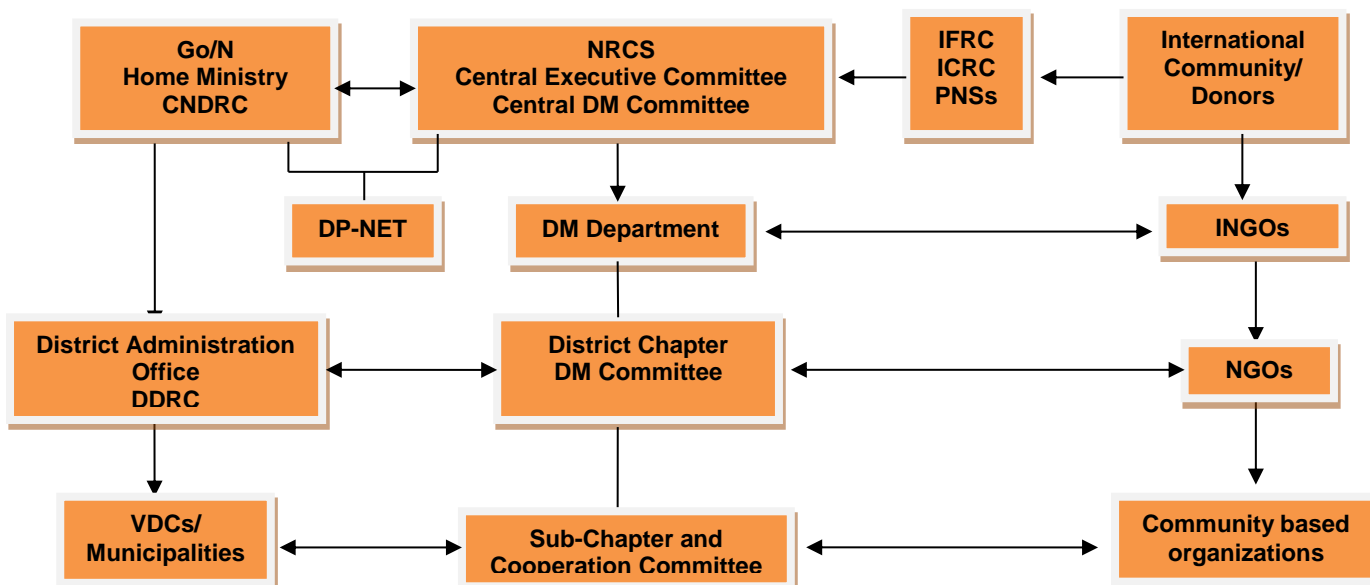 Go/N
Home Ministry
CNDRC
NRCS
Central Executive Committee
Central DM Committee
IFRC
ICRC
PNSs
International
Community/
Donors
DP-NET
DM Department
INGOs
District Administration
Office
DDRC
District Chapter
DM Committee
NGOs
VDCs/
Municipalities
Sub-Chapter and
Cooperation Committee
Community based
organizations